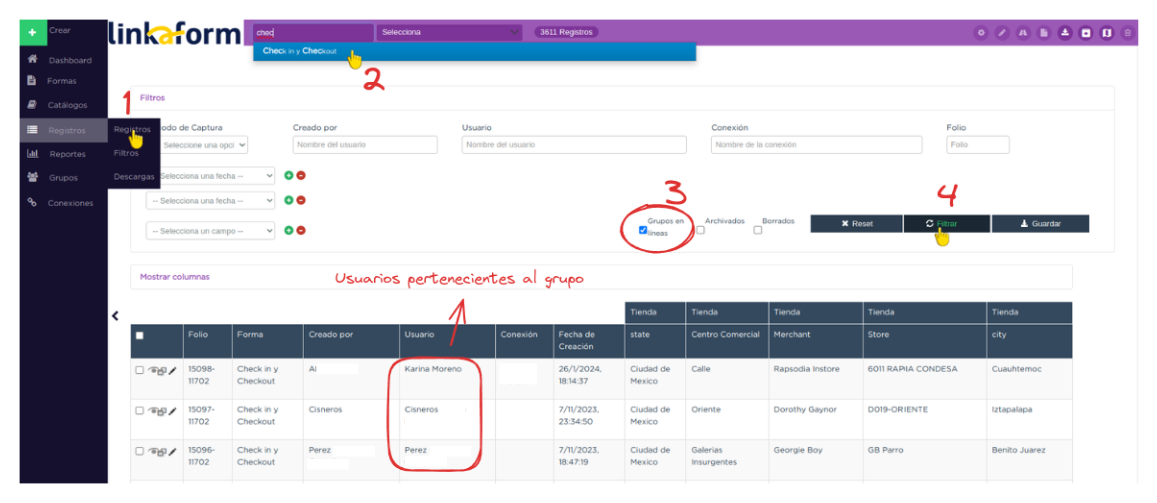 Crear
linkaform
chec
Selecciona
3611 Registros
Check in y Checkout
2
Dashboard
Formas
Catálogos
Registros
Reportes
Grupos
Conexiones
1
Registros
Filtros
Descargas
Filtros
odo de Captura
Creado por
Usuario
Conexión
Folio
Seleccione una opci
Nombre del usuario
Nombre del usuario
Nombre de la conexión
Folio
Selecciona una fecha --
-- Selecciona una fecha --
-- Selecciona un campo --
3
Grupos en
líneas
Archivados
Borrados
4
Reset
Filtrar
Guardar
Mostrar columnas
Usuarios pertenecientes al grupo
Tienda Tienda Tienda Tienda Tienda
Folio Forma Creado por Usuario Conexión Fecha de
Creación
state Centro Comercial Merchant Store city
15098- Check in y Al Karina Moreno 26/1/2024, Ciudad de Calle Rapsodia Instore 6011 RAPIA CONDESA Cuauhtemoc
11702 Checkout 18:14:37 Mexico
15097- Check in y Cisneros Cisneros 7/11/2023, Ciudad de Oriente Dorothy Gaynor D019-ORIENTE Iztapalapa
11702 Checkout 23:34:50 Mexico
15096- Check in y Perez Perez 7/11/2023, Ciudad de Galerias Georgie Boy GB Parro Benito Juarez
11702 Checkout 18:47:19 Mexico Insurgentes